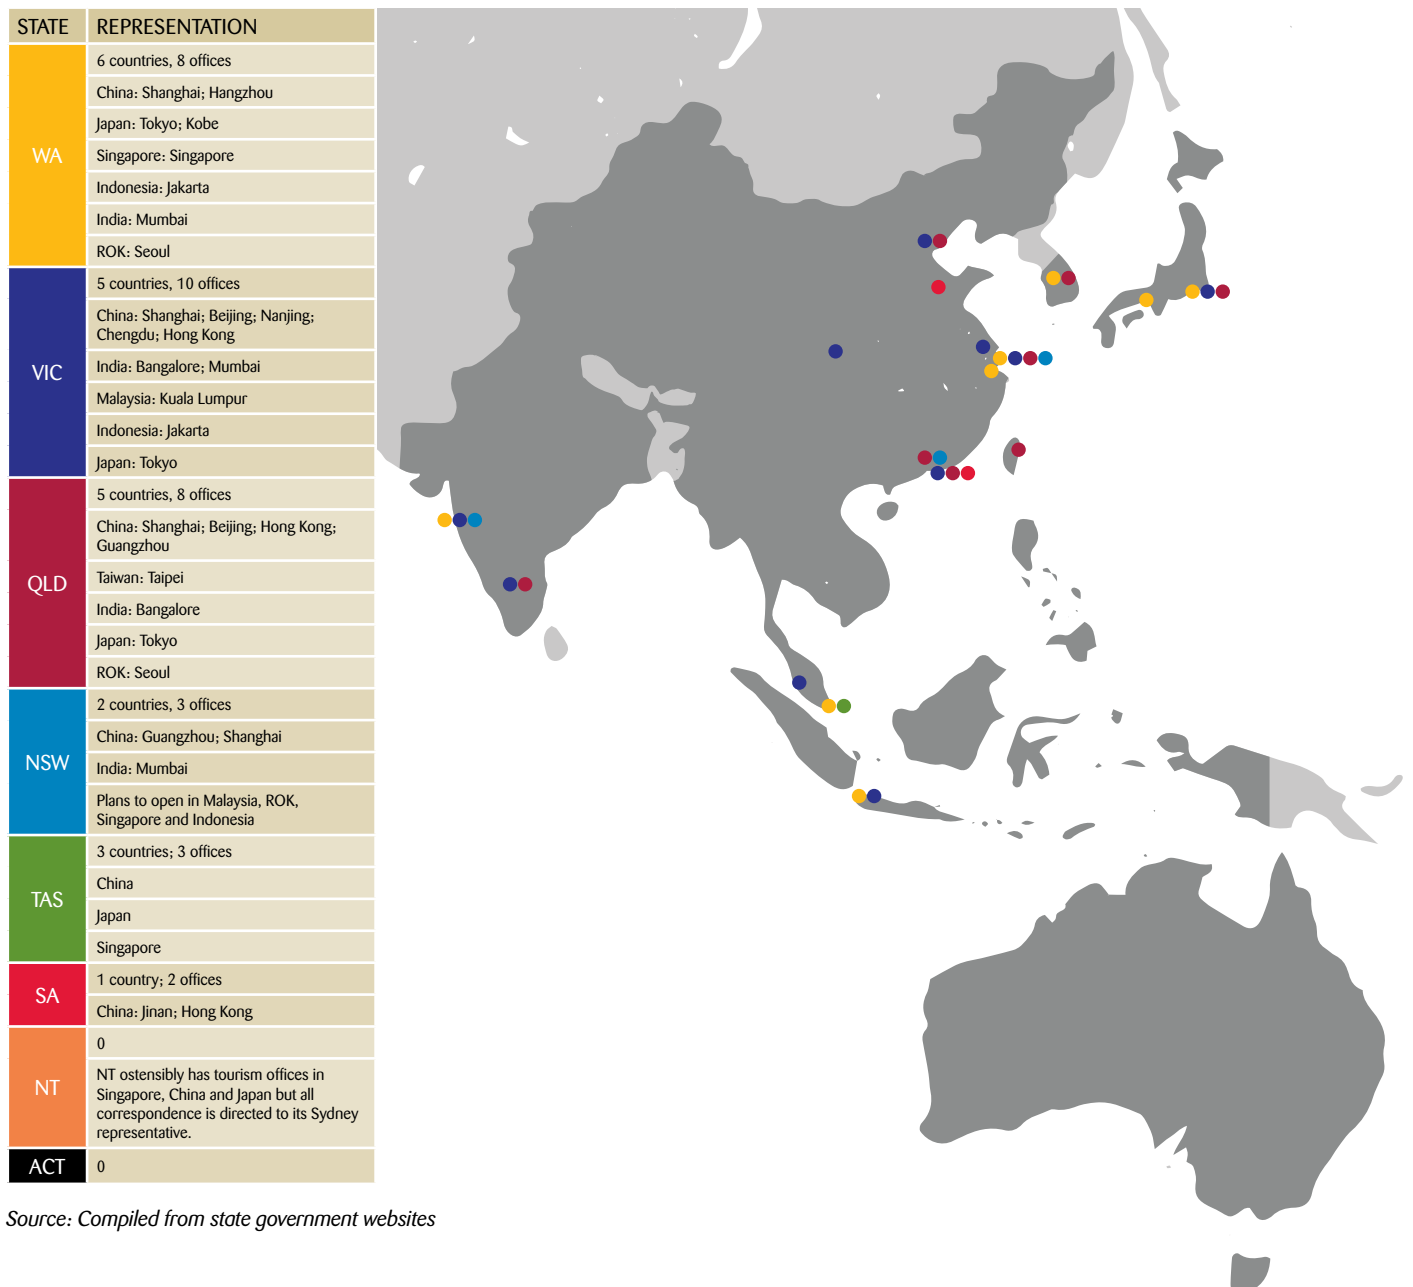 STATE REPRESENTATION
WA
6 countries, 8 offices
China: Shanghai; Hangzhou
Japan: Tokyo; Kobe
Singapore: Singapore
Indonesia: Jakarta
India: Mumbai
ROK: Seoul
VIC
5 countries, 10 offices
China: Shanghai; Beijing; Nanjing;
Chengdu; Hong Kong
India: Bangalore; Mumbai
Malaysia: Kuala Lumpur
Indonesia: Jakarta
Japan: Tokyo
QLD
5 countries, 8 offices
China: Shanghai; Beijing; Hong Kong;
Guangzhou
Taiwan: Taipei
India: Bangalore
Japan: Tokyo
ROK: Seoul
NSW
2 countries, 3 offices
China: Guangzhou; Shanghai
India: Mumbai
Plans to open in Malaysia, ROK,
Singapore and Indonesia
TAS
3 countries; 3 offices
China
Japan
Singapore
SA
1 country; 2 offices
China: Jinan; Hong Kong
NT
0
NT ostensibly has tourism offices in
Singapore, China and Japan but all
correspondence is directed to its Sydney
representative.
ACT
0
Source: Compiled from state government websites